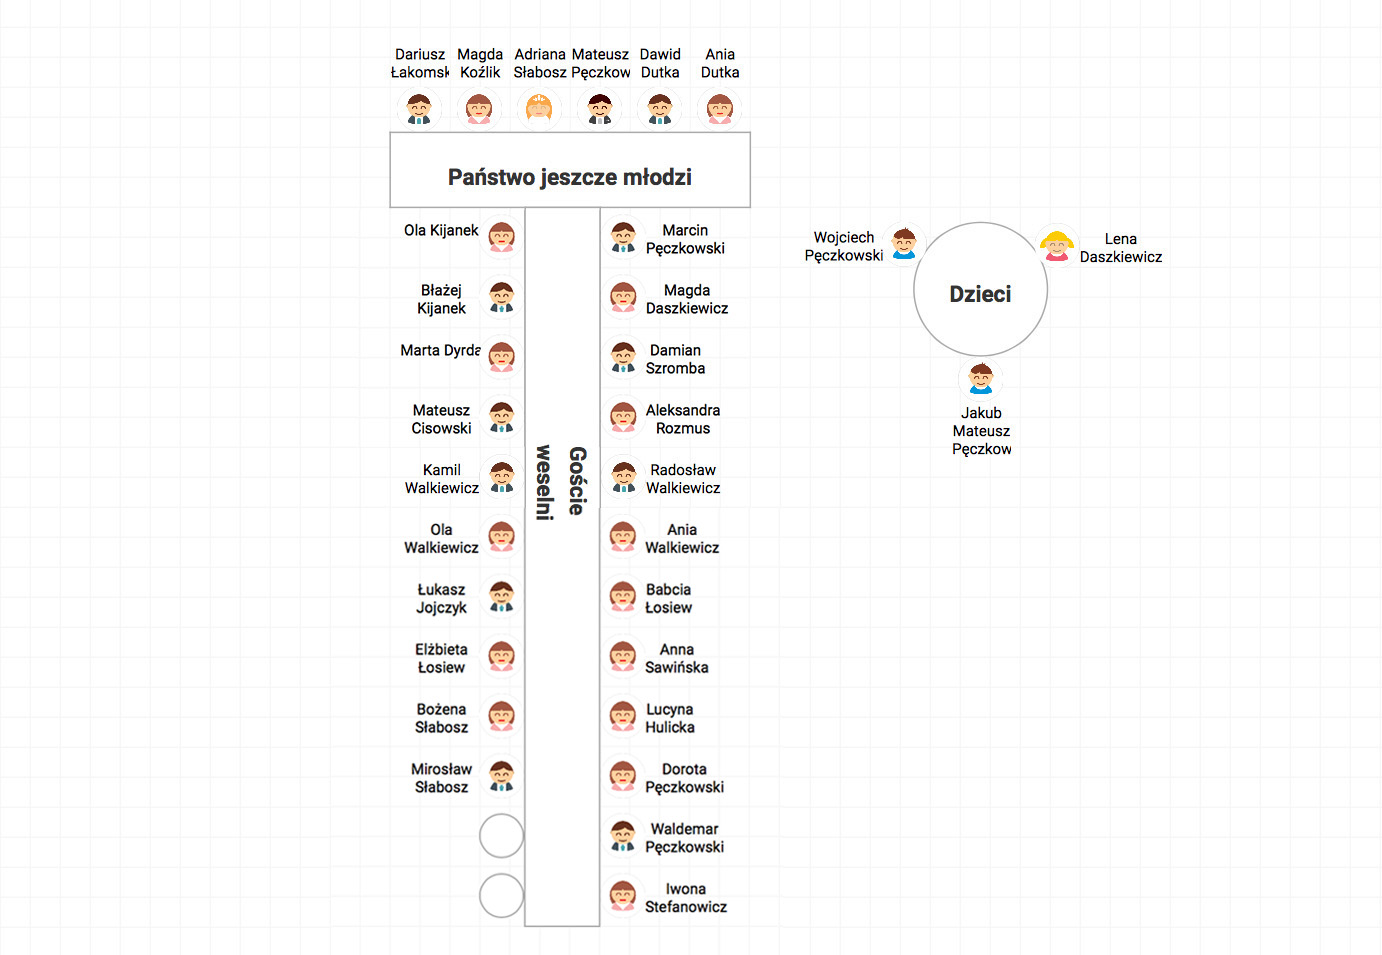 Dariusz
Łakomsk
Magda
Koźlik
Adriana
Słabosz
Mateusz
Pęczkow
Dawid
Dutka
Ania
Dutka
Państwo jeszcze młodzi
Ola Kijanek
Marcin
Pęczkowski
Błażej
Kijanek
Magda
Daszkiewicz
Marta Dyrda
Damian
Szromba
Mateusz
Cisowski
Aleksandra
Rozmus
Kamil
Walkiewicz
Radosław
Walkiewicz
Ola
Walkiewicz
Ania
Walkiewicz
Łukasz
Jojczyk
Babcia
Łosiew
Elżbieta
Łosiew
Anna
Sawińska
Bożena
Słabosz
Lucyna
Hulicka
Mirosław
Słabosz
Dorota
Pęczkowski
Waldemar
Pęczkowski
Iwona
Stefanowicz
Goście
weselni
Wojciech
Pęczkowski
Lena
Daszkiewicz
Dzieci
Jakub
Mateusz
Pęczkow